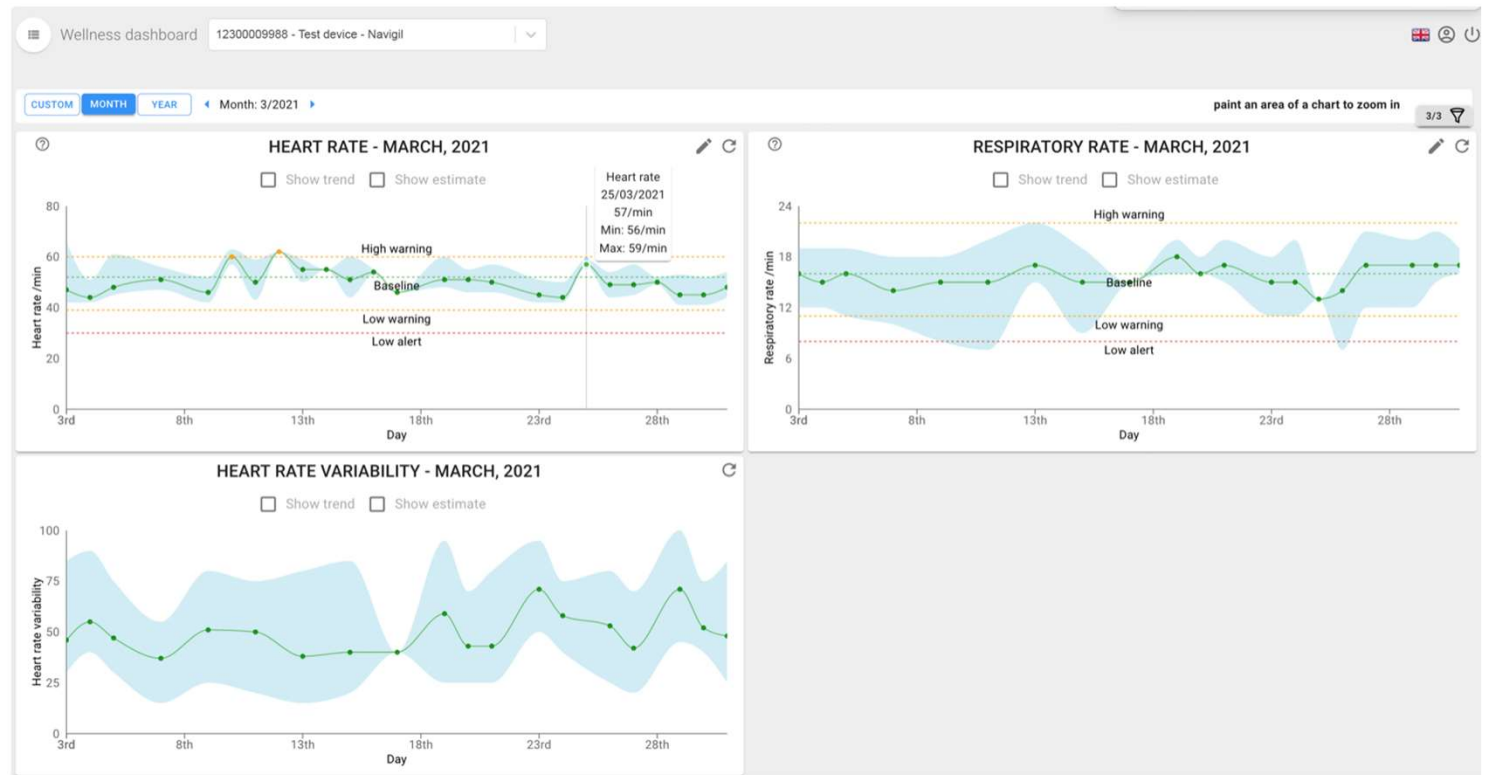 Wellness dashboard
12300009988 - Test device - Navigil
CUSTOM MONTH YEAR Month: 3/2021
paint an area of a chart to zoom in
3/3
HEART RATE - MARCH, 2021
Show trend Show estimate
Heart rate
25/03/2021
57/min
Min: 56/min
Max: 59/min
Heart rate /min
80
60
40
20
0
High warning
Baseline
Low warning
Low alert
3rd 8th 13th 18th 23rd 28th
Day
RESPIRATORY RATE - MARCH, 2021
Show trend Show estimate
Respiratory rate /min
24
18
12
6
0
High warning
Baseline
Low warning
Low alert
3rd 8th 13th 18th 23rd 28th
Day
HEART RATE VARIABILITY - MARCH, 2021
Show trend Show estimate
Heart rate variability
100
75
50
25
0
3rd 8th 13th 18th 23rd 28th
Day